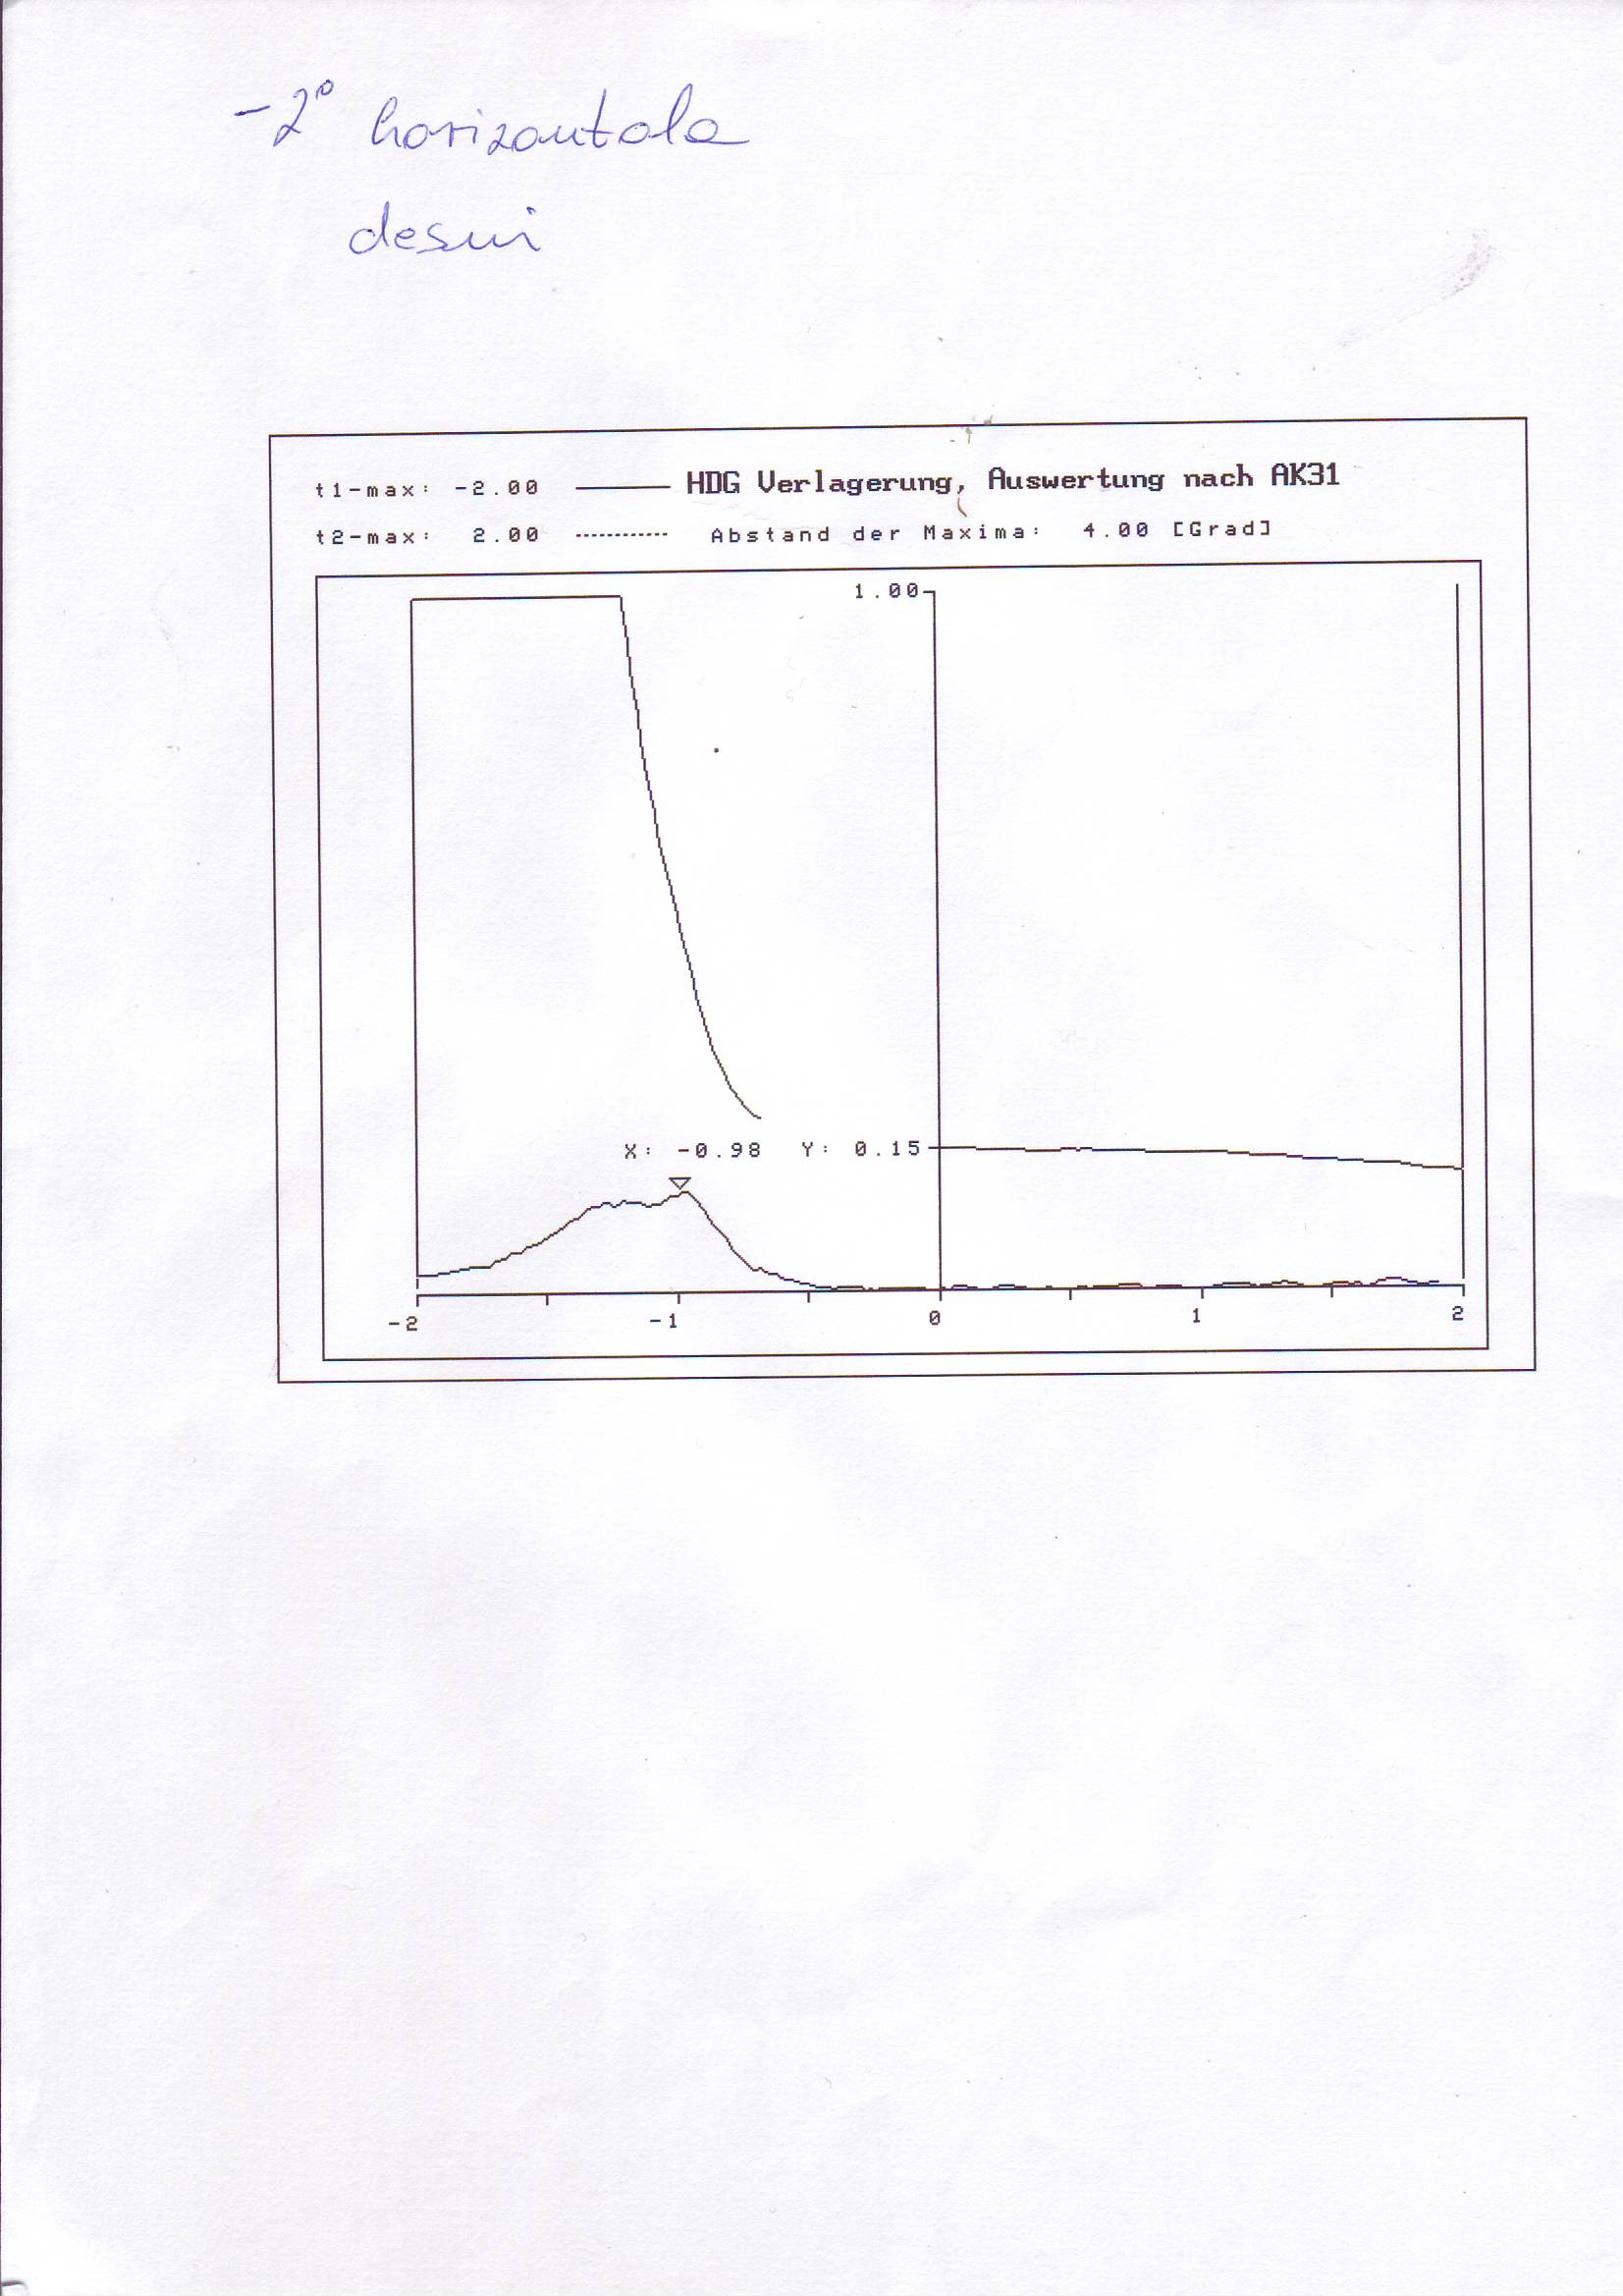 -2° horizontala
desni
t1-max: -2.00 HDG Verlagerung, Auswertung nach AK31
t2-max: 2.00 Abstand der Maxima: 4.00 [Grad]
1.00
X: -0.98 Y: 0.15
-2 -1 0 1 2